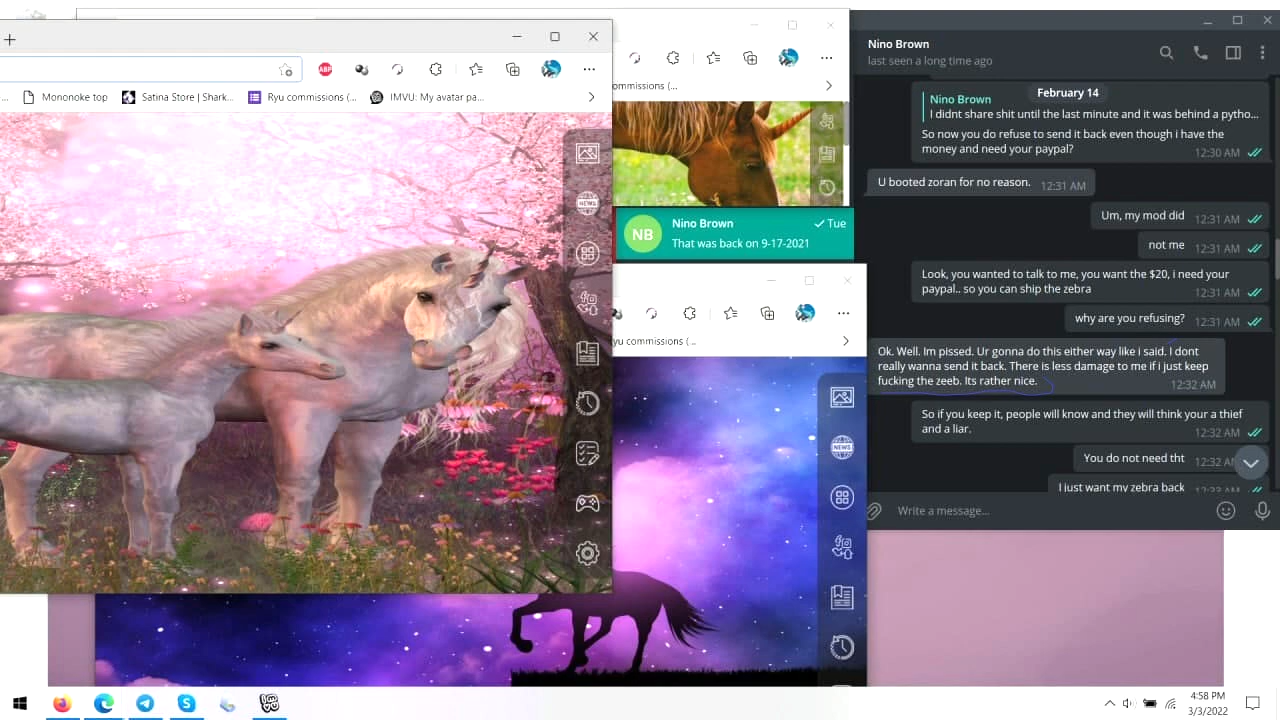 +
ABP
...
Mononoke top
Satina Store | Shark...
Ryu commissions (...
IMVU: My avatar pa...
NEWS
ommissions (...
NB
Nino Brown
Tue
That was back on 9-17-2021
yu commissions (...
NEWS
Nino Brown
last seen a long time ago
February 14
Nino Brown
I didnt share shit until the last minute and it was behind a pytho...
So now you do refuse to send it back even though i have the
money and need your paypal?
12:30 AM
U booted zoran for no reason. 12:31 AM
Um, my mod did 12:31 AM
not me 12:31 AM
Look, you wanted to talk to me, you want the $20, i need your
paypal.. so you can ship the zebra 12:31 AM
why are you refusing? 12:31 AM
Ok. Well. Im pissed. Ur gonna do this either way like i said. I dont
really wanna send it back. There is less damage to me if i just keep
fucking the zeeb. Its rather nice. 12:32 AM
So if you keep it, people will know and they will think your a thief
and a liar. 12:32 AM
You do not need tht 12:32 A
I just want my zebra back
Write a message...
imvu
4:58 PM
3/3/2022